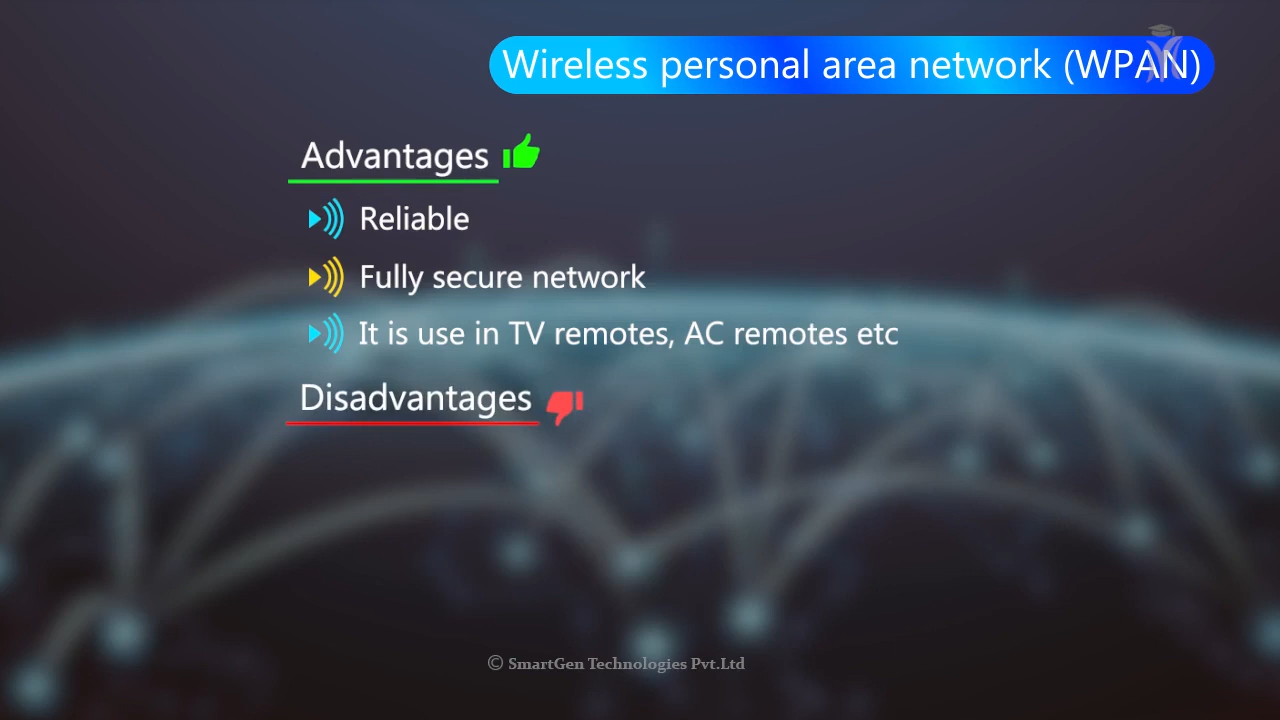 Wireless personal area network (WPAN)
Advantages
Reliable
Fully secure network
It is use in TV remotes, AC remotes etc
Disadvantages
© SmartGen Technologies Pvt.Ltd